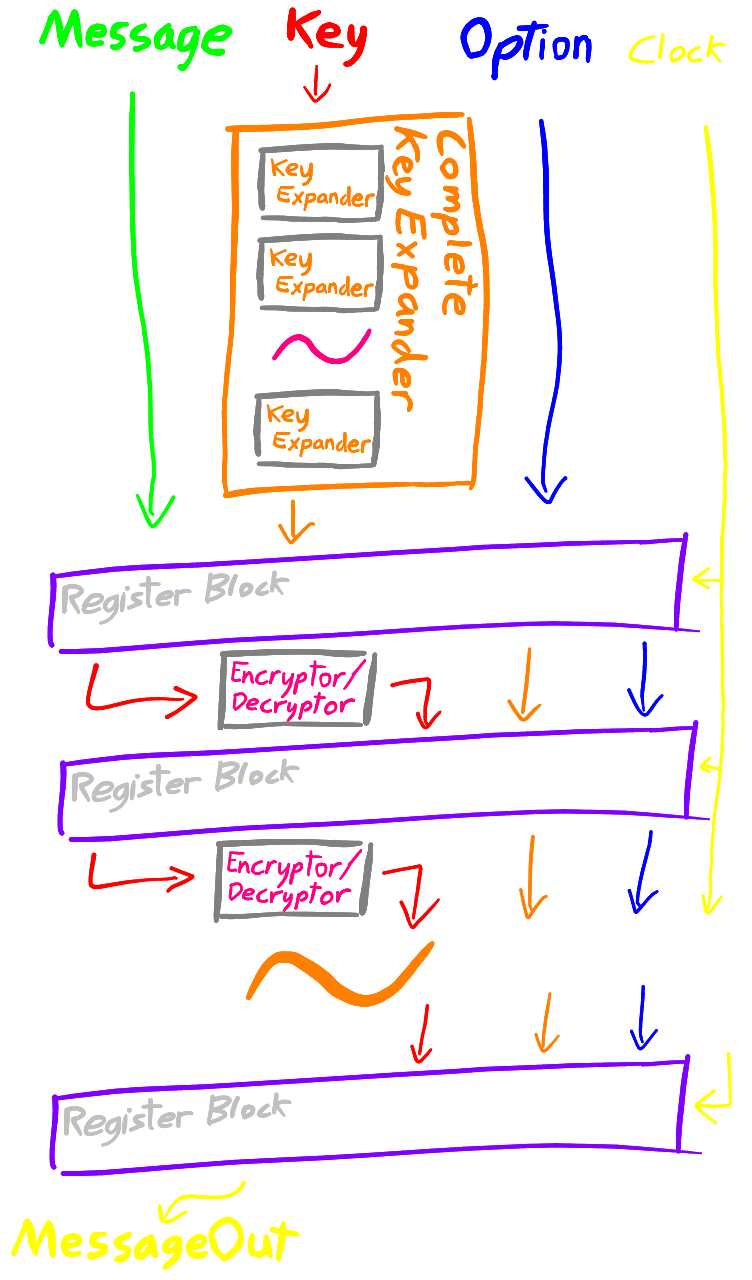 Message
Key
Option
Clock
Complete
Key Expander
Key
Expander
Key
Expander
Key
Expander
Register Block
Encryptor/
Decryptor
Register Block
Encryptor/
Decryptor
Register Block
MessageOut